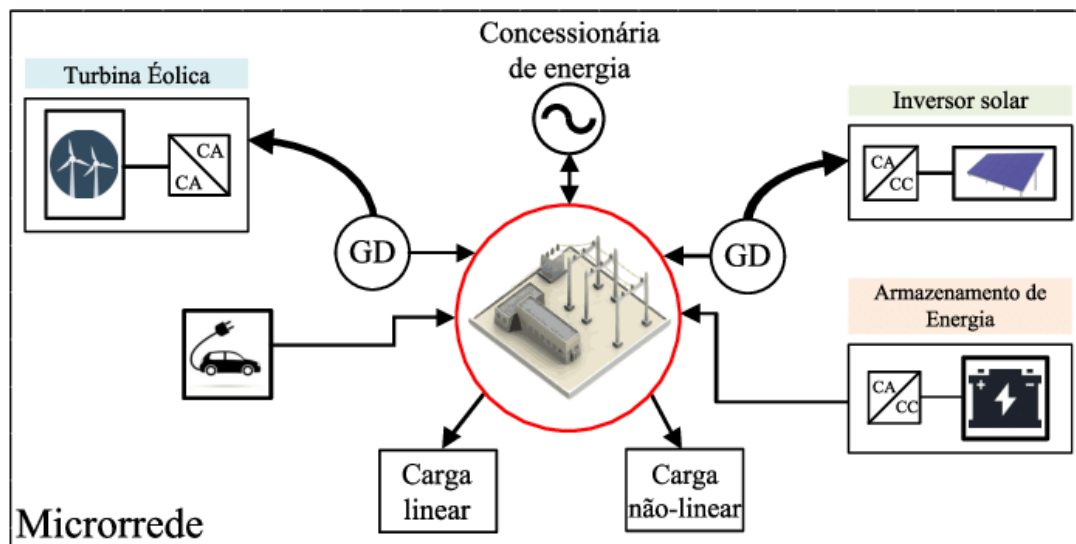 Concessionária
de energia
Turbina Éolica
CA
CA
Inversor solar
CA
CC
GD
GD
Armazenamento de
Energia
CA
CC
Carga
linear
Carga
não-linear
Microrrede